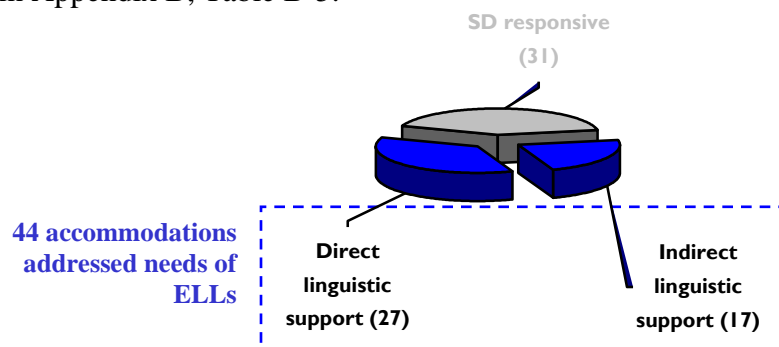 in Appendix Table
SD responsive
(31)
44 accommodations
addressed needs of
ELLs
Direct
linguistic
support (27)
Indirect
linguistic
support (17)